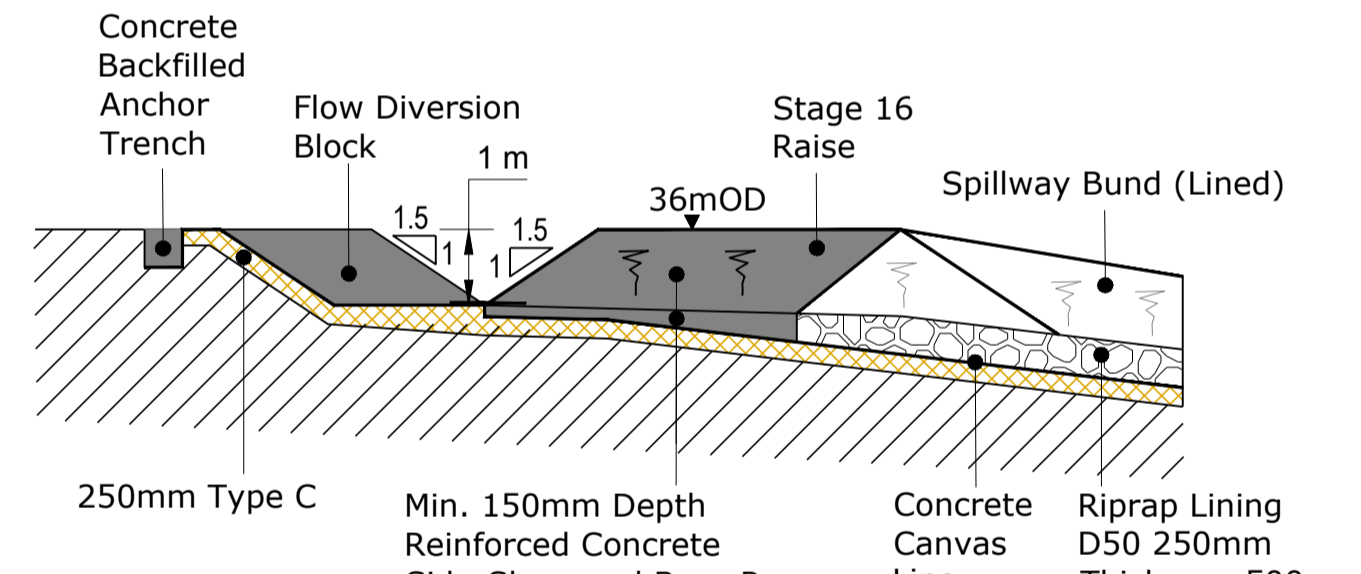 Concrete
Backfilled
Anchor
Trench
Flow Diversion
Block
1 m
1.5
1
1.5
1
36mOD
Stage 16
Raise
Spillway Bund (Lined)
250mm Type C
Min. 150mm Depth
Reinforced Concrete
Concrete
Canvas
Riprap Lining
D50 250mm